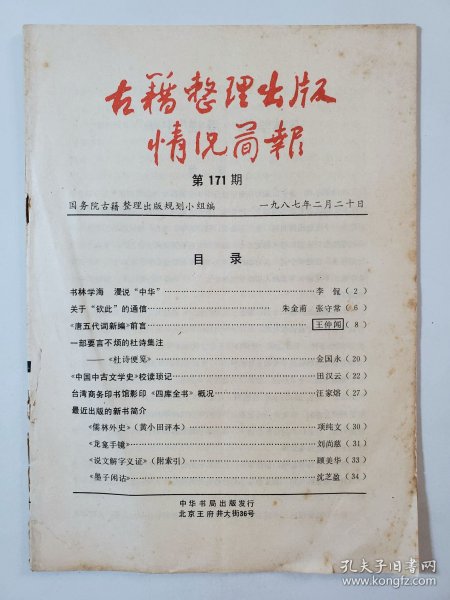 古籍整理出版
情况简报
第171期
国务院古籍整理出版规划小组编 一九八七年二月二十日
目 录
书林学海 漫说“中华”……李 侃（2）
关于“钦此”的通信……朱金甫 张守常（6）
《唐五代词新编》前言……王仲闻（8）
一部要言不烦的杜诗集注
——《杜诗便览》……金国永（20）
《中国中古文学史》校读琐记……田汉云（22）
台湾商务印书馆影印《四库全书》概况……汪家熔（27）
最近出版的新书简介
《儒林外史》（黄小田评本）……项纯文（30）
《龙龛手镜》……刘尚慈（31）
《说文解字义证》（附索引）……顾美华（33）
《墨子闲诂》……沈芝盈（34）
中华书局出版发行
北京王府井大街36号
孔夫子旧书网
www.kongfz.com